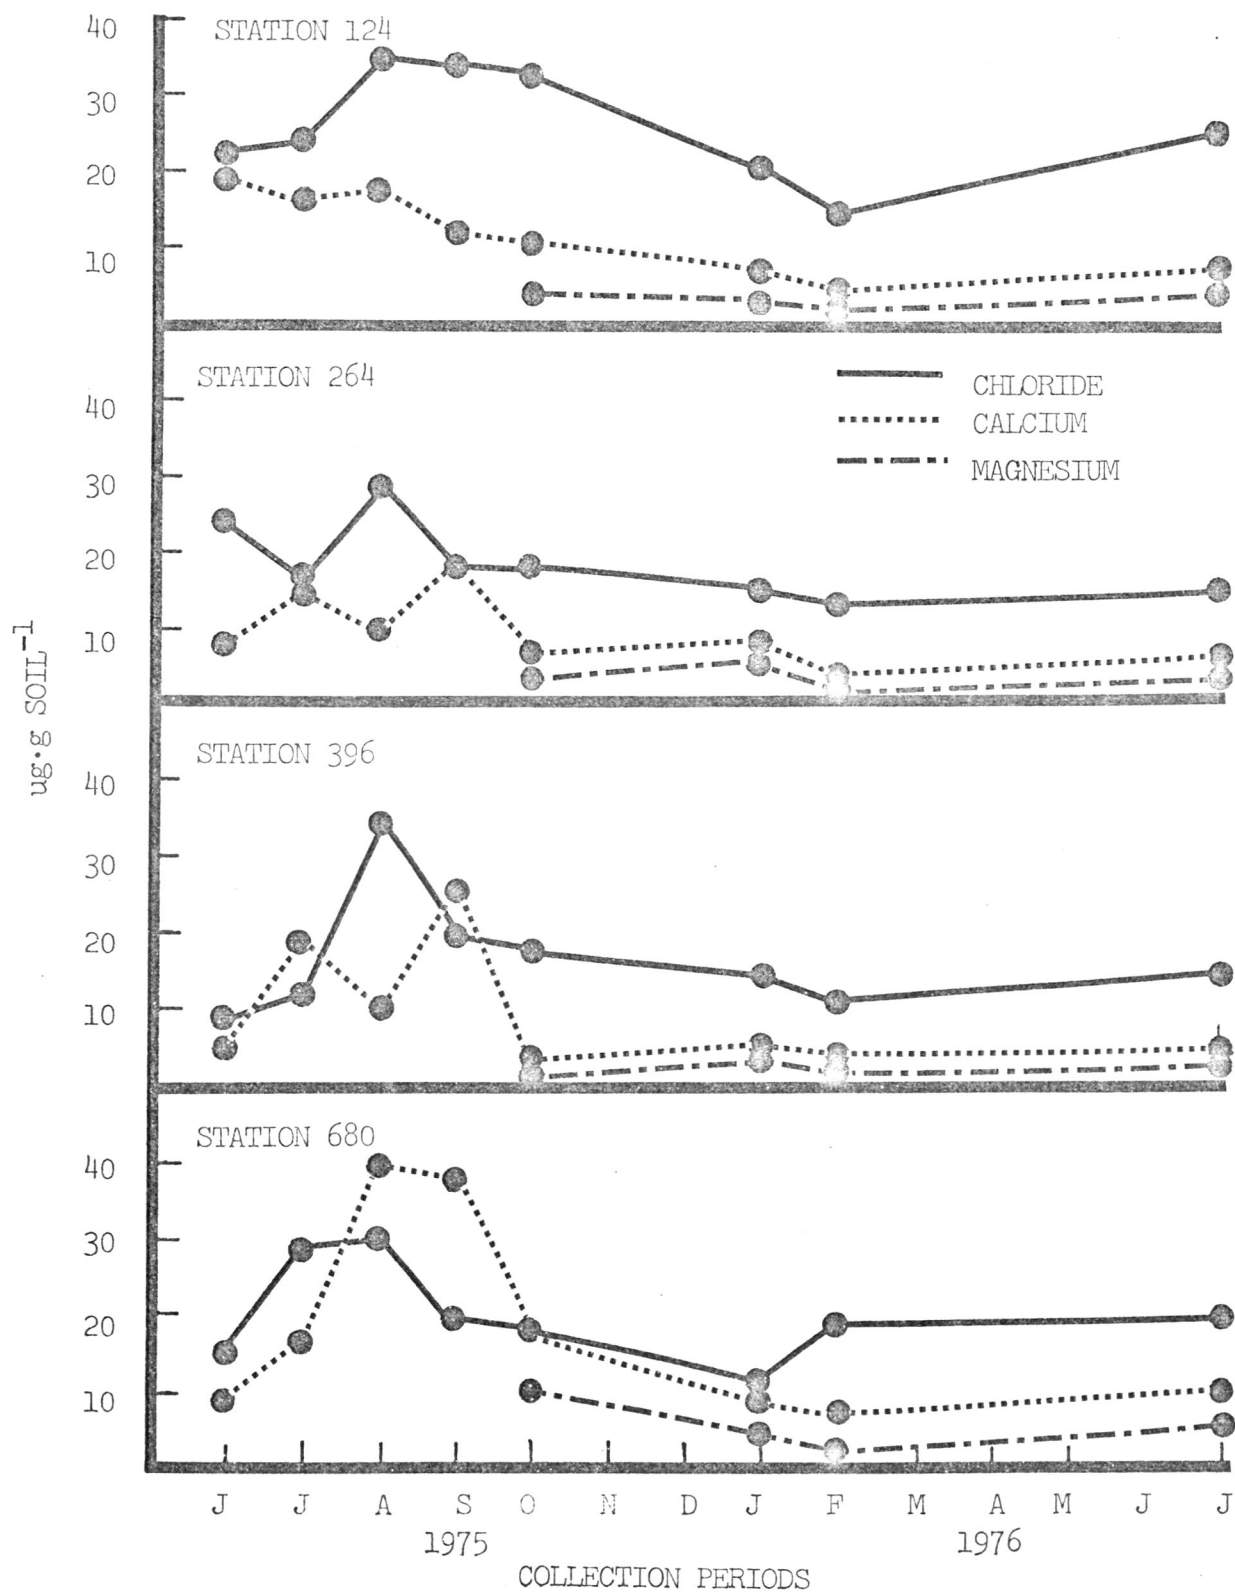 40
STATION 124
30
20
10
STATION 264
CHLORIDE
40
CALCIUM
MAGNESIUM
30
20
10
ug·g SOIL-1
STATION 396
40
30
20
10
STATION 680
40
30
20
10
J J A S O N D J F M A M J J
1975 1976
COLLECTION PERIODS